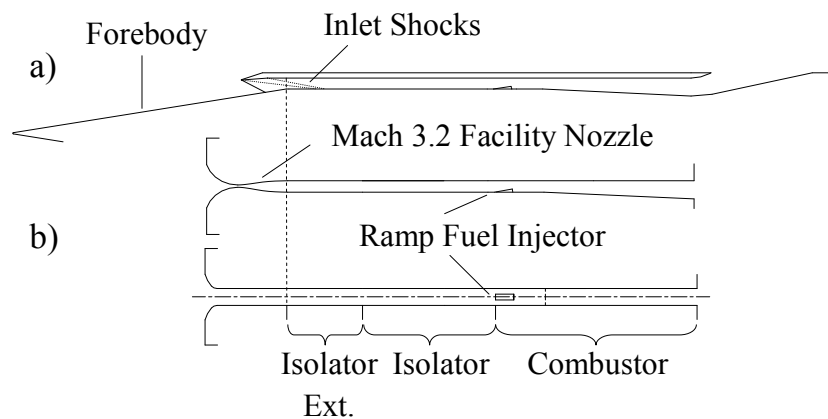 Forebody
Inlet Shocks
a)
Mach 3.2 Facility Nozzle
b)
Ramp Fuel Injector
Isolator Ext.
Isolator
Combustor